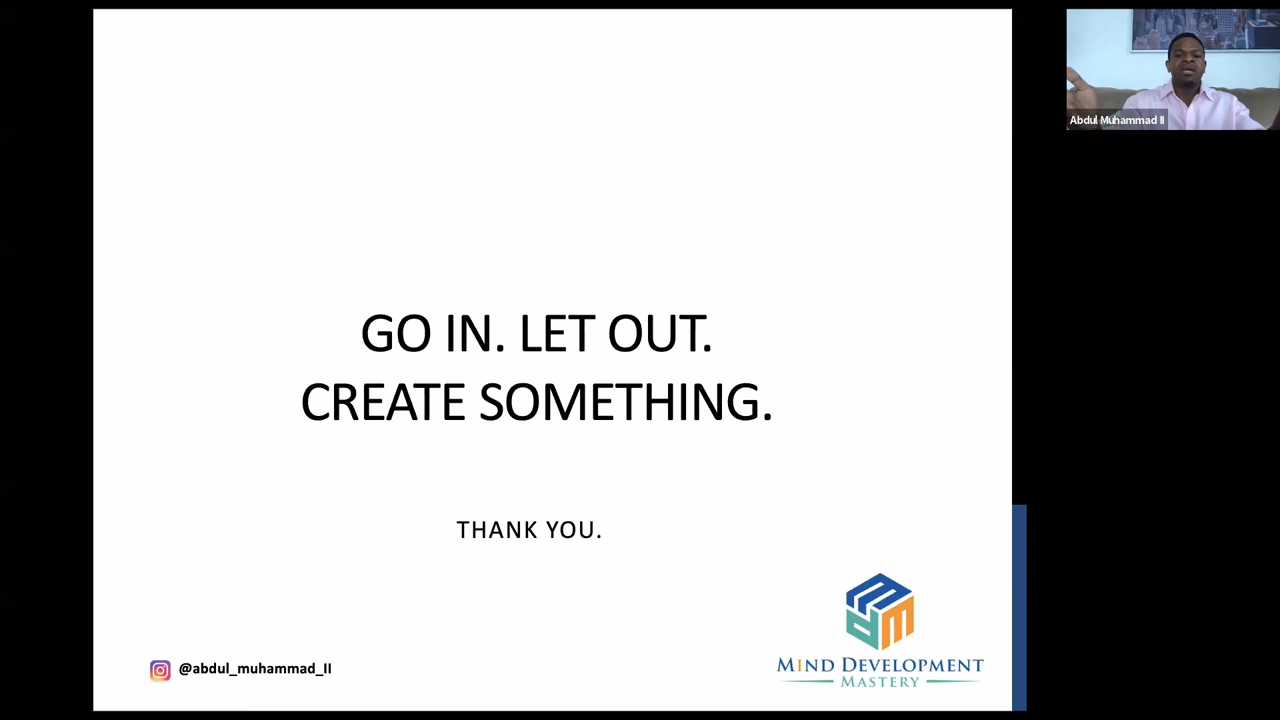 GO IN. LET OUT.
CREATE SOMETHING.
THANK YOU.
@abdul_muhammad_II
MIND DEVELOPMENT
MASTERY
Abdul Muhammad II